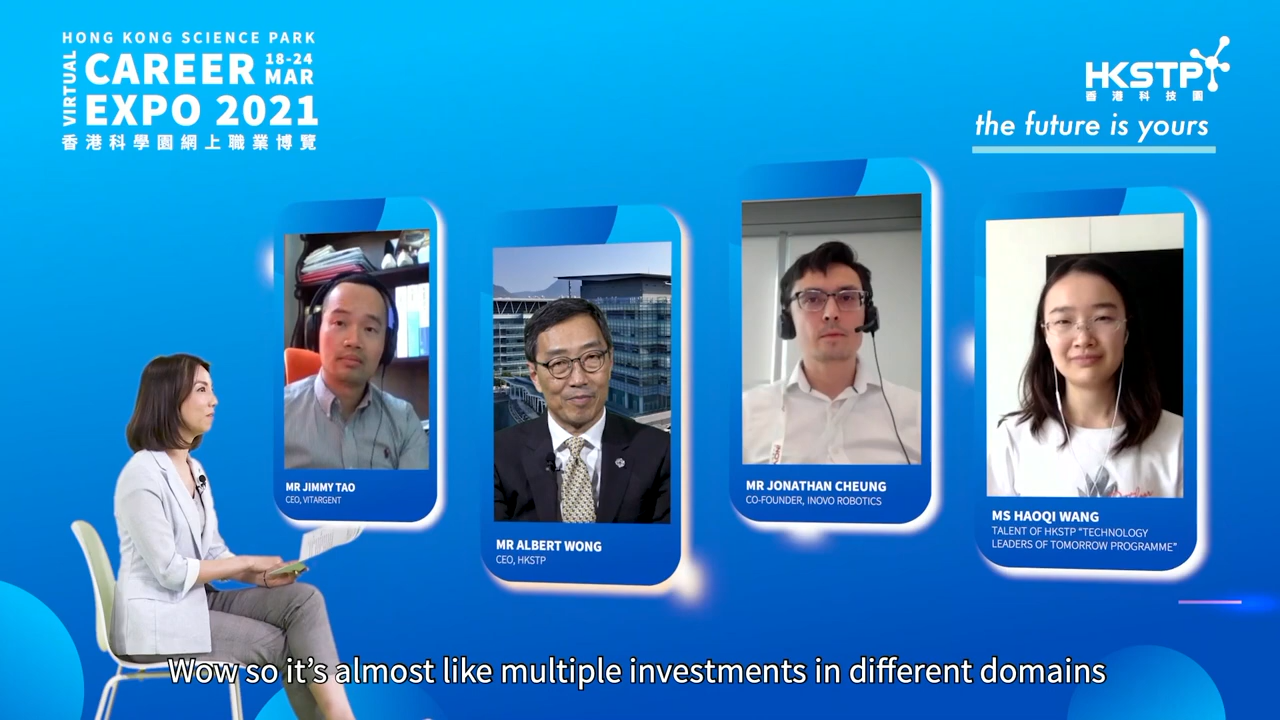 HONG KONG SCIENCE PARK
VIRTUAL
CAREER
18-24
MAR
EXPO 2021
香港科學園網上職業博覽
HKSTP
香港科技園
the future is yours
MR JIMMY TAO
CEO, VITARGENT
MR ALBERT WONG
CEO, HKSTP
MR JONATHAN CHEUNG
CO-FOUNDER, INOVO ROBOTICS
MS HAOQI WANG
TALENT OF HKSTP "TECHNOLOGY
LEADERS OF TOMORROW PROGRAMME"
Wow so it's almost like multiple investments in different domains